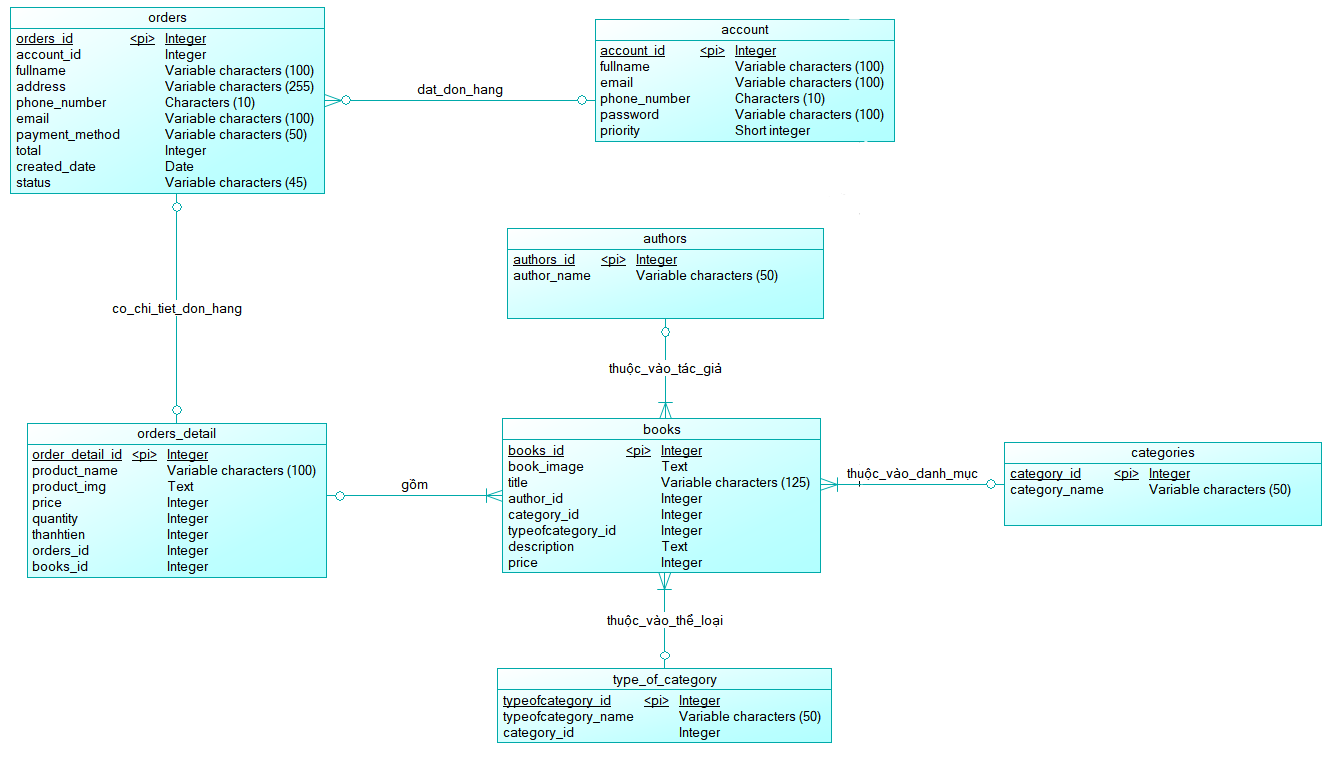 orders
orders_id <pi> Integer
account_id Integer
fullname Variable characters (100)
address Variable characters (255)
phone_number Characters (10)
email Variable characters (100)
payment_method Variable characters (50)
total Integer
created_date Date
status Variable characters (45)
dat_don_hang
account
account_id <pi> Integer
fullname Variable characters (100)
email Variable characters (100)
phone_number Characters (10)
password Variable characters (100)
priority Short integer
co_chi_tiet_don_hang
authors
authors_id <pi> Integer
author_name Variable characters (50)
thuộc_vào_tác_giả
orders_detail
order_detail_id <pi> Integer
product_name Variable characters (100)
product_img Text
price Integer
quantity Integer
thanhtien Integer
orders_id Integer
books_id Integer
gồm
books
books_id <pi> Integer
book_image Text
title Variable characters (125)
author_id Integer
category_id Integer
typeofcategory_id Integer
description Text
price Integer
thuộc_vào_danh_mục
categories
category_id <pi> Integer
category_name Variable characters (50)
thuộc_vào_thể_loại
type_of_category
typeofcategory_id <pi> Integer
typeofcategory_name Variable characters (50)
category_id Integer